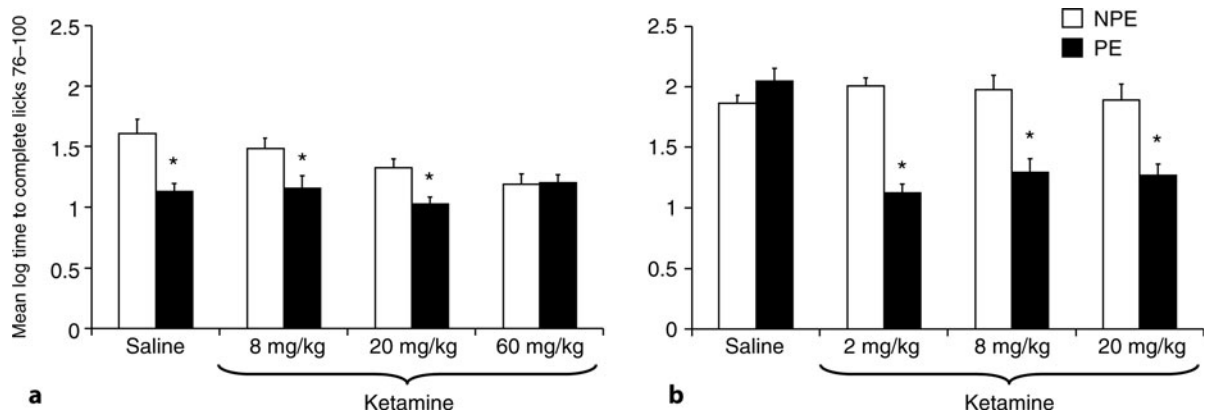 Mean log time to complete licks 76–100
2.5
2
1.5
1
0.5
0
*
*
*
Saline
8 mg/kg
20 mg/kg
60 mg/kg
Ketamine
a
NPE
PE
2.5
2
1.5
1
0.5
0
*
*
*
Saline
2 mg/kg
8 mg/kg
20 mg/kg
Ketamine
b